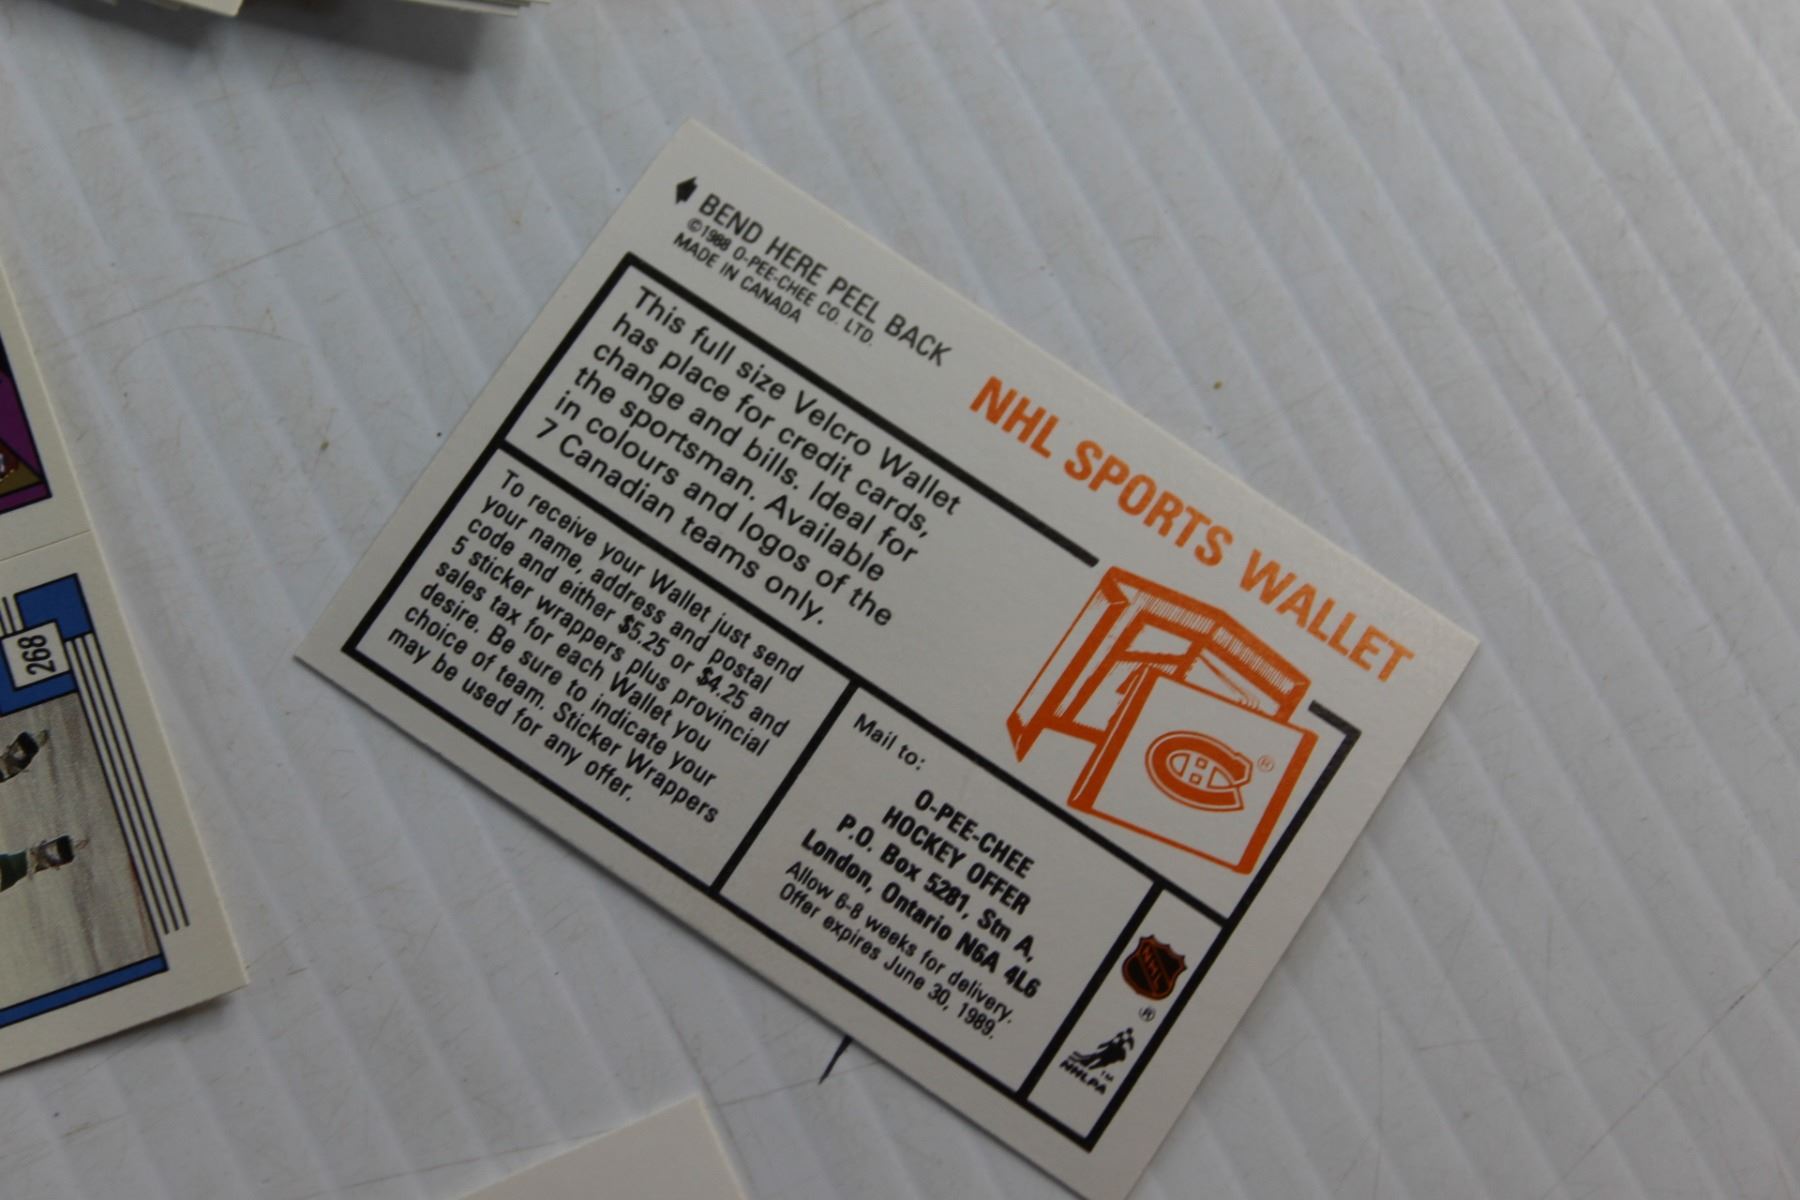 BEND HERE PEEL BACK
©1988 O-PEE-CHEE CO. LTD.
MADE IN CANADA
NHL SPORTS WALLET
This full size Velcro Wallet
has place for credit cards,
change and bills. Ideal for
the sportsman. Available
in colours and logos of the
7 Canadian teams only.
To receive your Wallet just send
your name, address and postal
code and either $5.25 or $4.25 and
5 sticker wrappers plus provincial
sales tax for each Wallet you
desire. Be sure to indicate your
choice of team. Sticker Wrappers
may be used for any offer.
Mail to:
O-PEE-CHEE
HOCKEY OFFER
P.O. Box 5281, Stn A,
London, Ontario N6A 4L6
Allow 6-8 weeks for delivery.
Offer expires June 30, 1989.
C
H
®
NHL
®
NHLPA
™
268